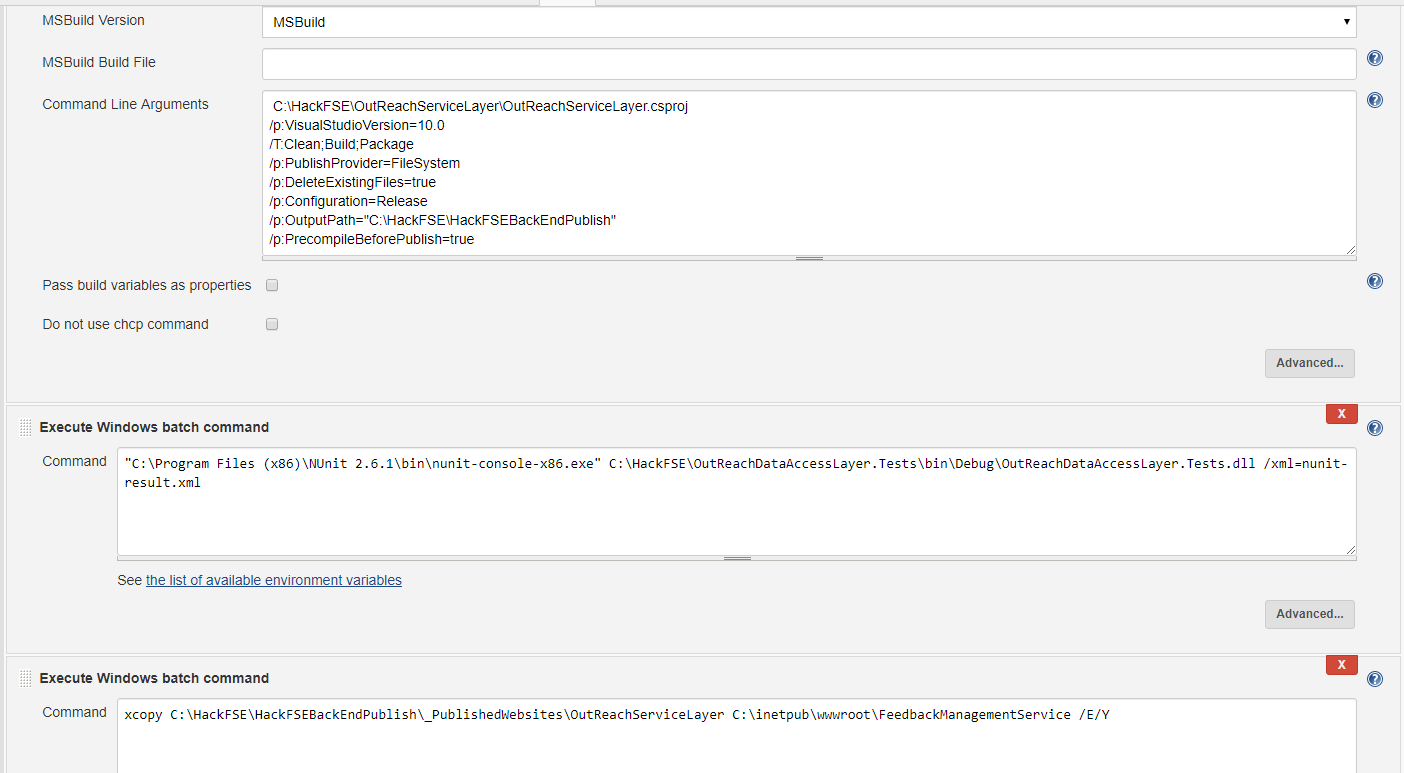 MSBuild Version
MSBuild
MSBuild Build File
Command Line Arguments
C:\HackFSE\OutReachServiceLayer\OutReachServiceLayer.csproj
/p:VisualStudioVersion=10.0
/T:Clean;Build;Package
/p:PublishProvider=FileSystem
/p:DeleteExistingFiles=true
/p:Configuration=Release
/p:OutputPath="C:\HackFSE\HackFSEBackEndPublish"
/p:PrecompileBeforePublish=true
Pass build variables as properties
Do not use chcp command
Advanced...
X
Execute Windows batch command
Command
"C:\Program Files (x86)\NUnit 2.6.1\bin\nunit-console-x86.exe" C:\HackFSE\OutReachDataAccessLayer.Tests\bin\Debug\OutReachDataAccessLayer.Tests.dll /xml=nunit-
result.xml
See the list of available environment variables
Advanced...
X
Execute Windows batch command
Command
xcopy C:\HackFSE\HackFSEBackEndPublish\_PublishedWebsites\OutReachServiceLayer C:\inetpub\wwwroot\FeedbackManagementService /E/Y